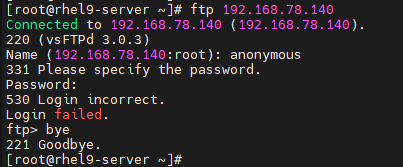 [root@rhel9-server ~]# ftp 192.168.78.140
Connected to 192.168.78.140 (192.168.78.140).
220 (vsFTPd 3.0.3)
Name (192.168.78.140:root): anonymous
331 Please specify the password.
Password:
530 Login incorrect.
Login failed.
ftp> bye
221 Goodbye.
[root@rhel9-server ~]#